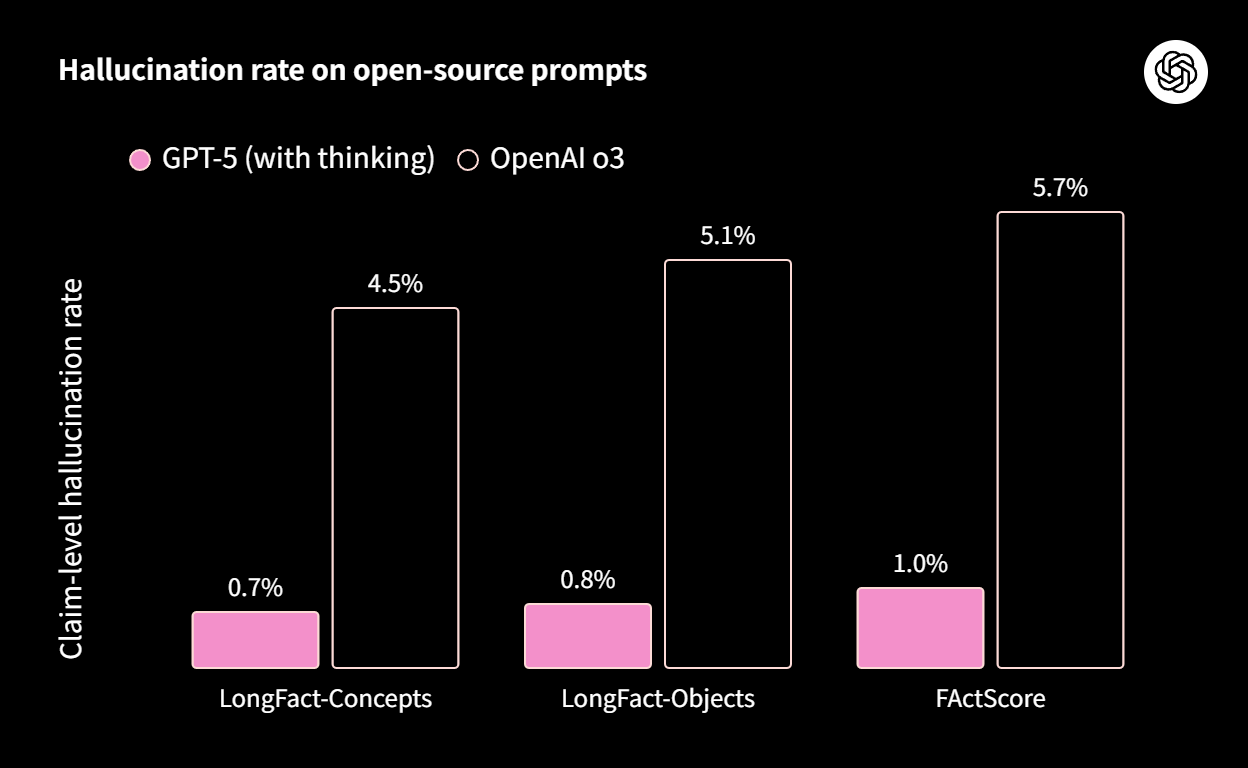 Hallucination rate on open-source prompts
GPT-5 (with thinking) OpenAI o3
Claim-level hallucination rate
5.7%
5.1%
4.5%
1.0%
0.8%
0.7%
LongFact-Concepts LongFact-Objects FActScore